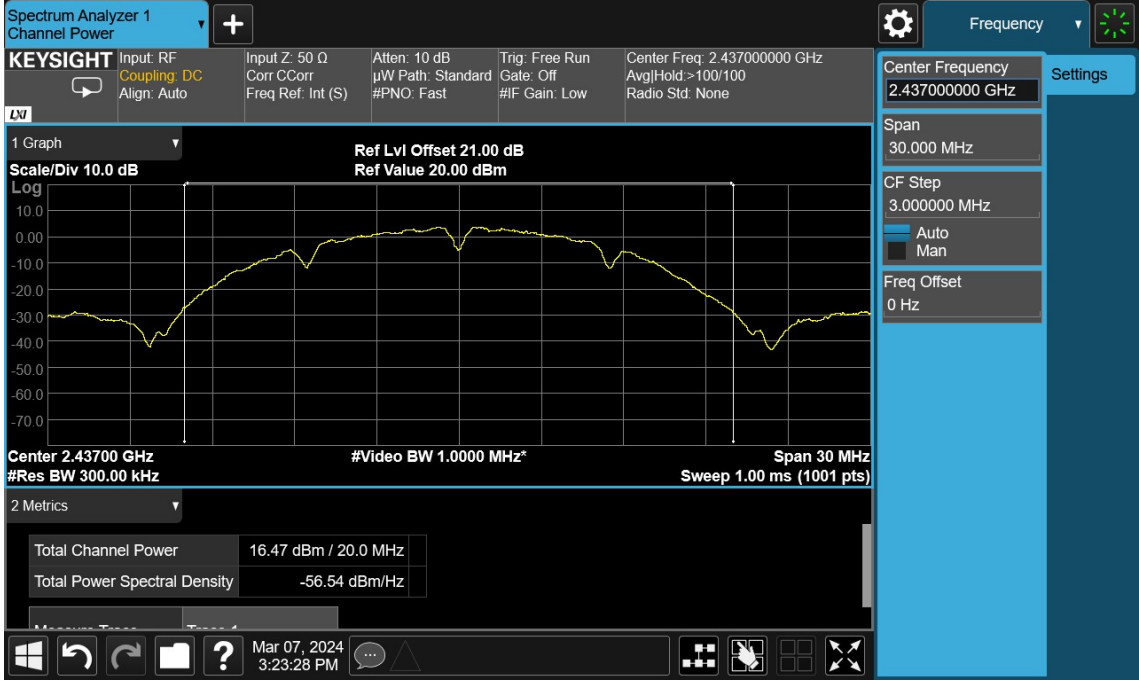 Spectrum Analyzer 1
Channel Power
+
Frequency
KEYSIGHT
LXI
Input: RF
Coupling: DC
Align: Auto
Input Z: 50 Ω
Corr CCorr
Freq Ref: Int (S)
Atten: 10 dB
µW Path: Standard
#PNO: Fast
Trig: Free Run
Gate: Off
#IF Gain: Low
Center Freq: 2.437000000 GHz
Avg|Hold:>100/100
Radio Std: None
Center Frequency
2.437000000 GHz
Settings
Span
30.000 MHz
CF Step
3.000000 MHz
Auto
Man
Freq Offset
0 Hz
1 Graph
Scale/Div 10.0 dB
Ref Lvl Offset 21.00 dB
Ref Value 20.00 dBm
Log
10.0
0.00
-10.0
-20.0
-30.0
-40.0
-50.0
-60.0
-70.0
Center 2.43700 GHz
#Video BW 1.0000 MHz*
Span 30 MHz
#Res BW 300.00 kHz
Sweep 1.00 ms (1001 pts)
2 Metrics
Total Channel Power 16.47 dBm / 20.0 MHz
Total Power Spectral Density -56.54 dBm/Hz
Measure Trace Trace 1
?
Mar 07, 2024
3:23:28 PM